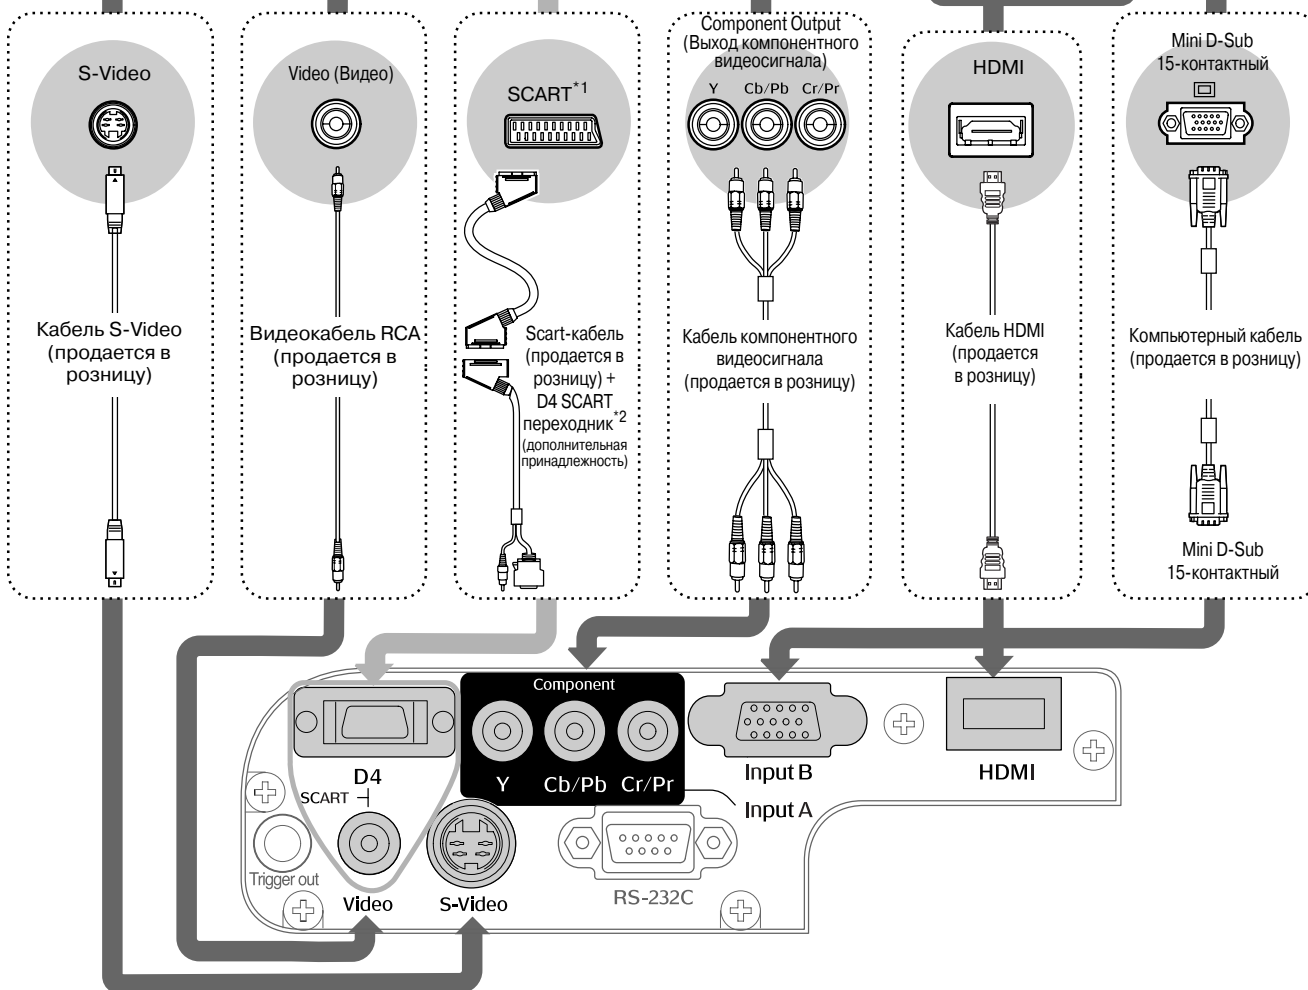 S-Video
Кабель S-Video
(продается в
розницу)
Video (Видео)
Видеокабель RCA
(продается в
розницу)
SCART*1
Scart-кабель
(продается в
розницу) +
D4 SCART
переходник*2
(дополнительная
принадлежность)
Component Output
(Выход компонентного
видеосигнала)
Y Cb/Pb Cr/Pr
Кабель компонентного
видеосигнала
(продается в розницу)
HDMI
Кабель HDMI
(продается
в розницу)
Mini D-Sub
15-контактный
Компьютерный кабель
(продается в розницу)
Mini D-Sub
15-контактный
Component
Y Cb/Pb Cr/Pr
Input B
HDMI
D4
SCART
Input A
Trigger out
Video
S-Video
RS-232C